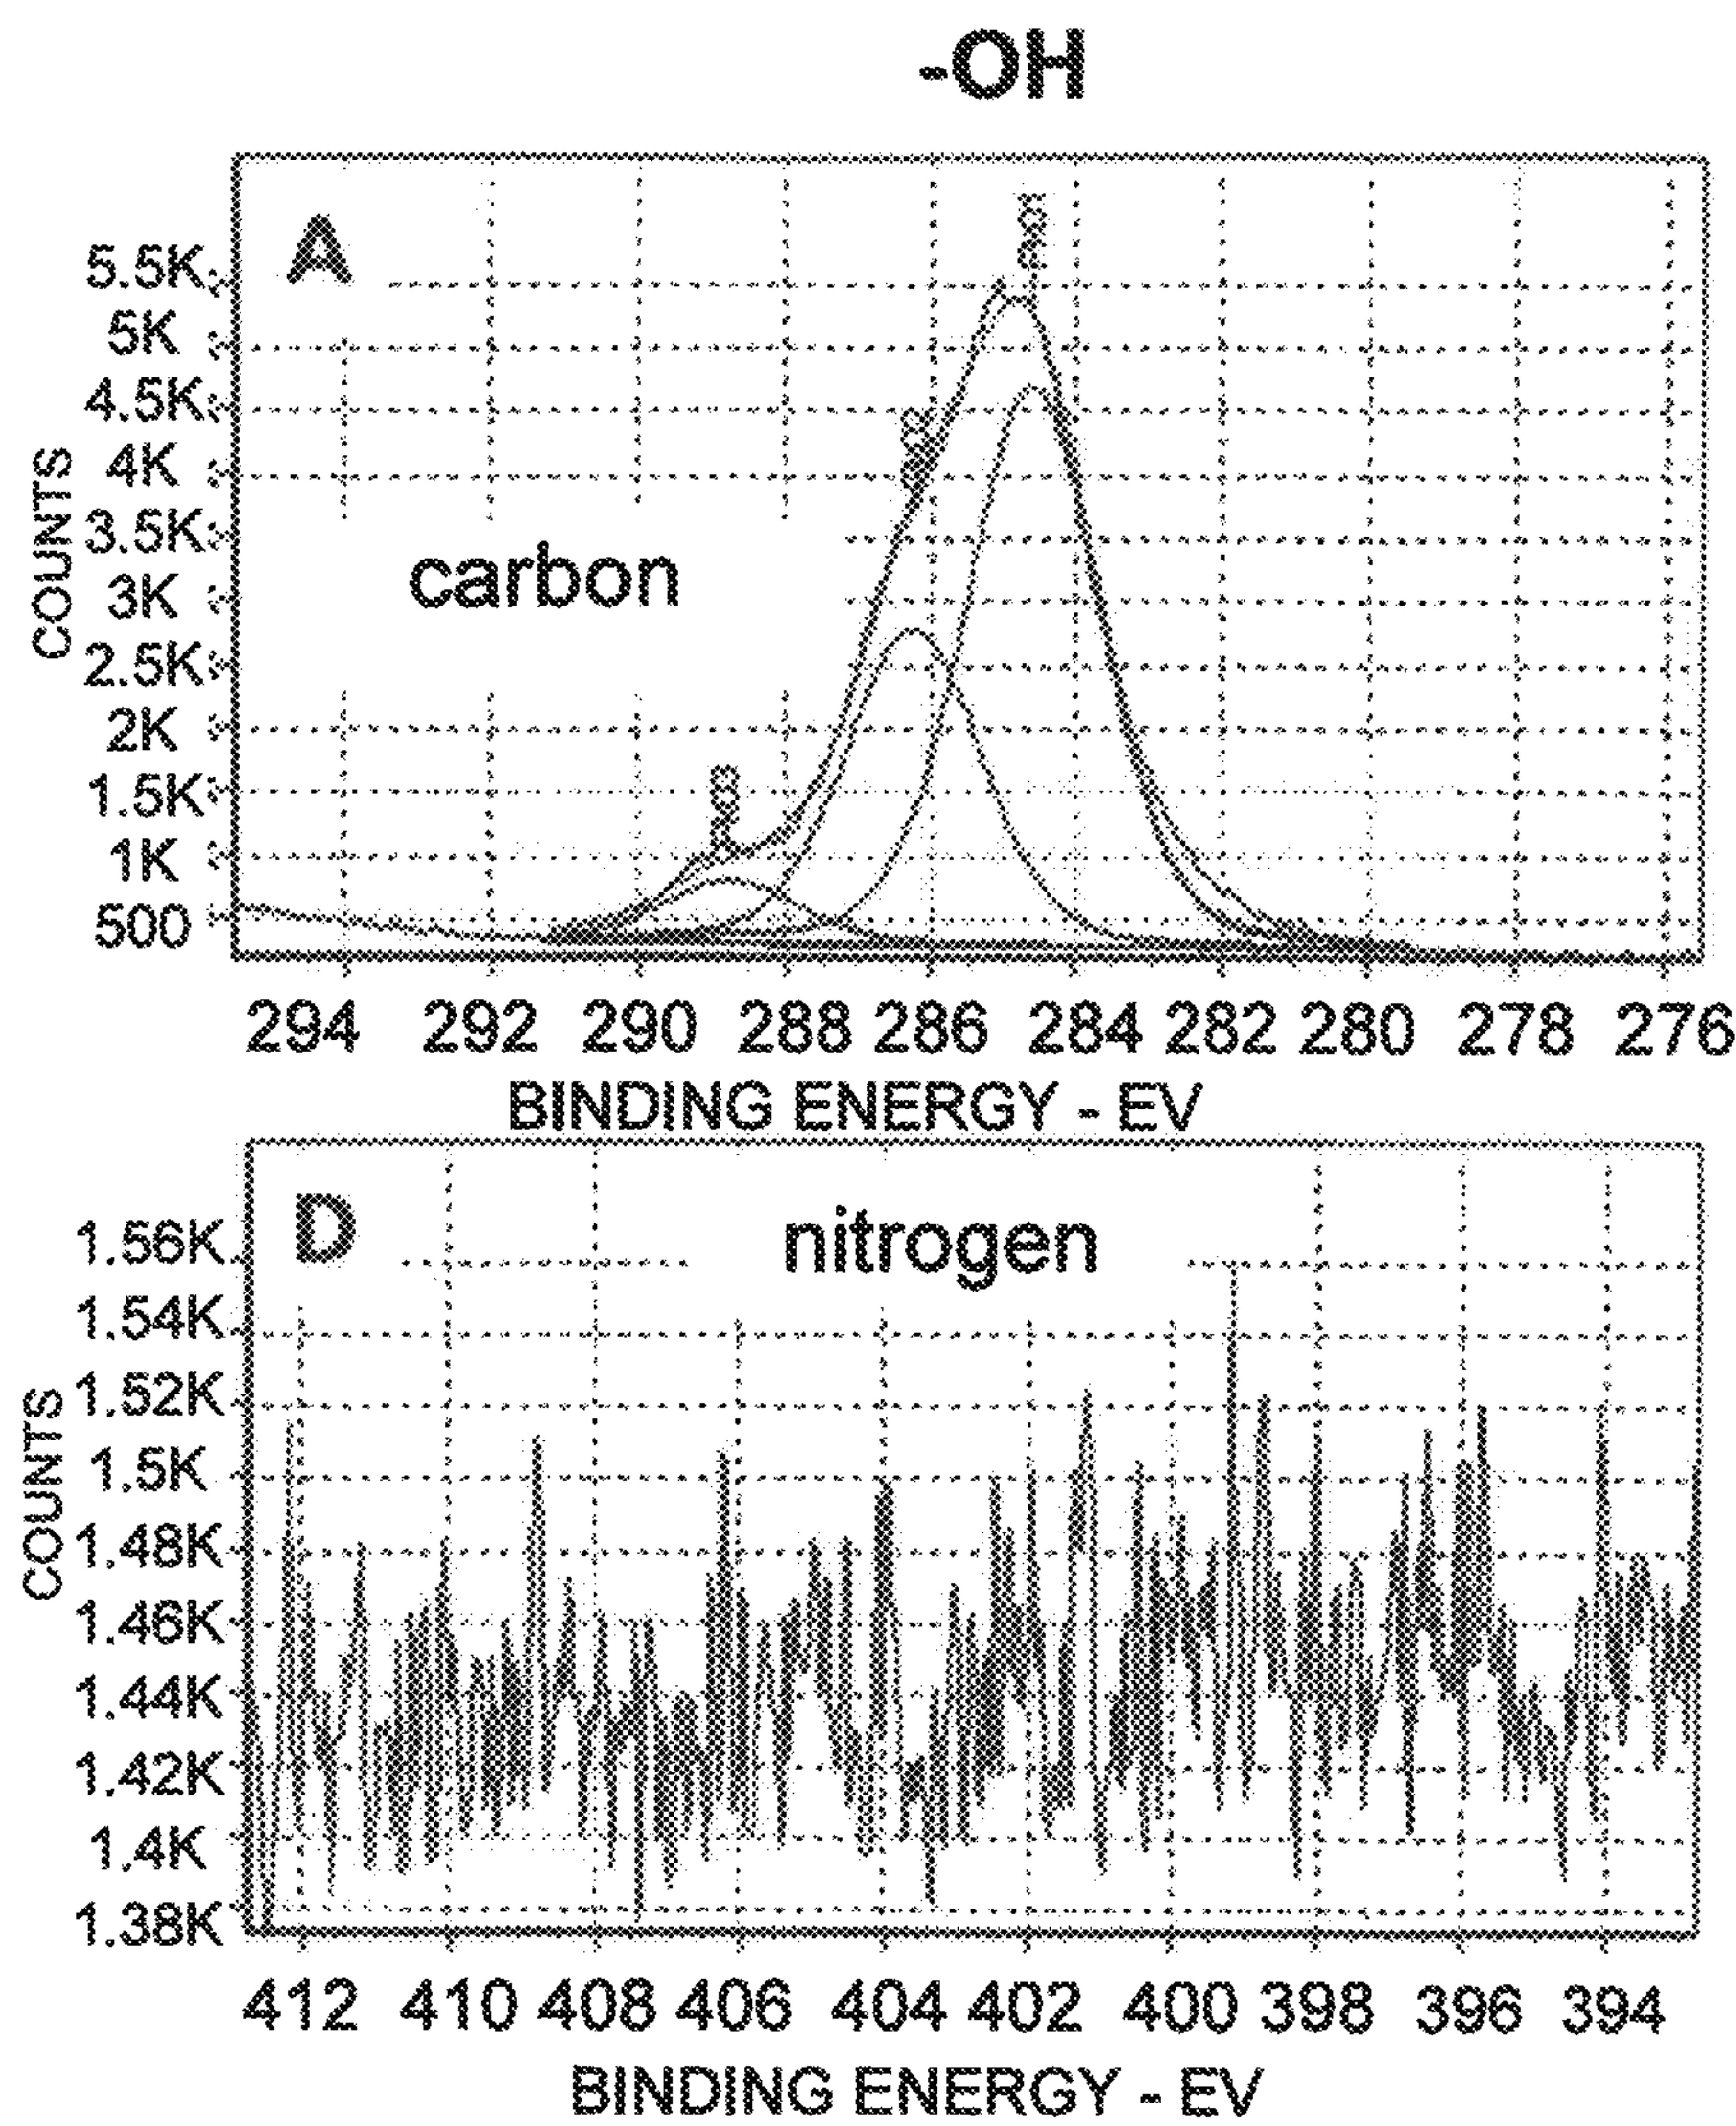 -OH
A
5.5K
5K
4.5K
4K
3.5K
3K
2.5K
2K
1.5K
1K
500
COUNTS
carbon
294 292 290 288 286 284 282 280 278 276
BINDING ENERGY - EV
D
nitrogen
1.56K
1.54K
1.52K
1.5K
1.48K
1.46K
1.44K
1.42K
1.4K
1.38K
COUNTS
412 410 408 406 404 402 400 398 396 394
BINDING ENERGY - EV